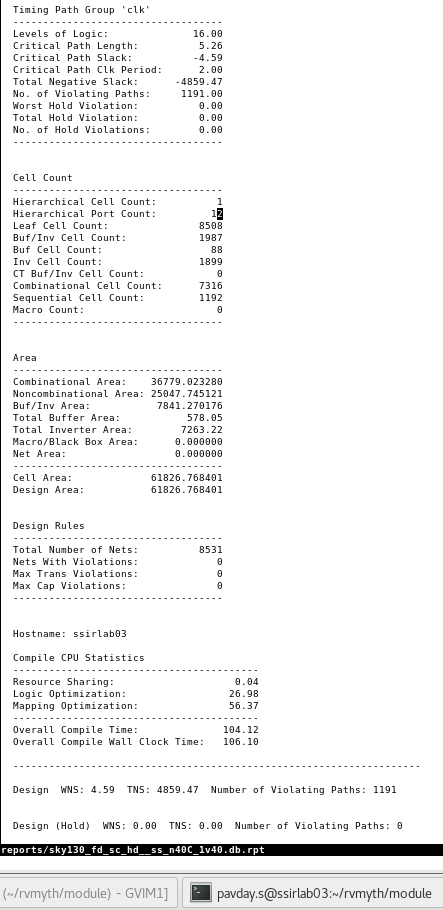 Timing Path Group 'clk'
-----------------------------------
Levels of Logic: 16.00
Critical Path Length: 5.26
Critical Path Slack: -4.59
Critical Path Clk Period: 2.00
Total Negative Slack: -4859.47
No. of Violating Paths: 1191.00
Worst Hold Violation: 0.00
Total Hold Violation: 0.00
No. of Hold Violations: 0.00
-----------------------------------
Cell Count
-----------------------------------
Hierarchical Cell Count: 1
Hierarchical Port Count: 12
Leaf Cell Count: 8508
Buf/Inv Cell Count: 1987
Buf Cell Count: 88
Inv Cell Count: 1899
CT Buf/Inv Cell Count: 0
Combinational Cell Count: 7316
Sequential Cell Count: 1192
Macro Count: 0
-----------------------------------
Area
-----------------------------------
Combinational Area: 36779.023280
Noncombinational Area: 25047.745121
Buf/Inv Area: 7841.270176
Total Buffer Area: 578.05
Total Inverter Area: 7263.22
Macro/Black Box Area: 0.000000
Net Area: 0.000000
-----------------------------------
Cell Area: 61826.768401
Design Area: 61826.768401
Design Rules
-----------------------------------
Total Number of Nets: 8531
Nets With Violations: 0
Max Trans Violations: 0
Max Cap Violations: 0
-----------------------------------
Hostname: ssirlab03
Compile CPU Statistics
-----------------------------------------
Resource Sharing: 0.04
Logic Optimization: 26.98
Mapping Optimization: 56.37
-----------------------------------------
Overall Compile Time: 104.12
Overall Compile Wall Clock Time: 106.10
--------------------------------------------------------------------
Design WNS: 4.59 TNS: 4859.47 Number of Violating Paths: 1191
Design (Hold) WNS: 0.00 TNS: 0.00 Number of Violating Paths: 0
reports/sky130_fd_sc_hd__ss_n40C_1v40.db.rpt
(~/rvmyth/module) - GVIM1]
pavday.s@ssirlab03:~/rvmyth/module